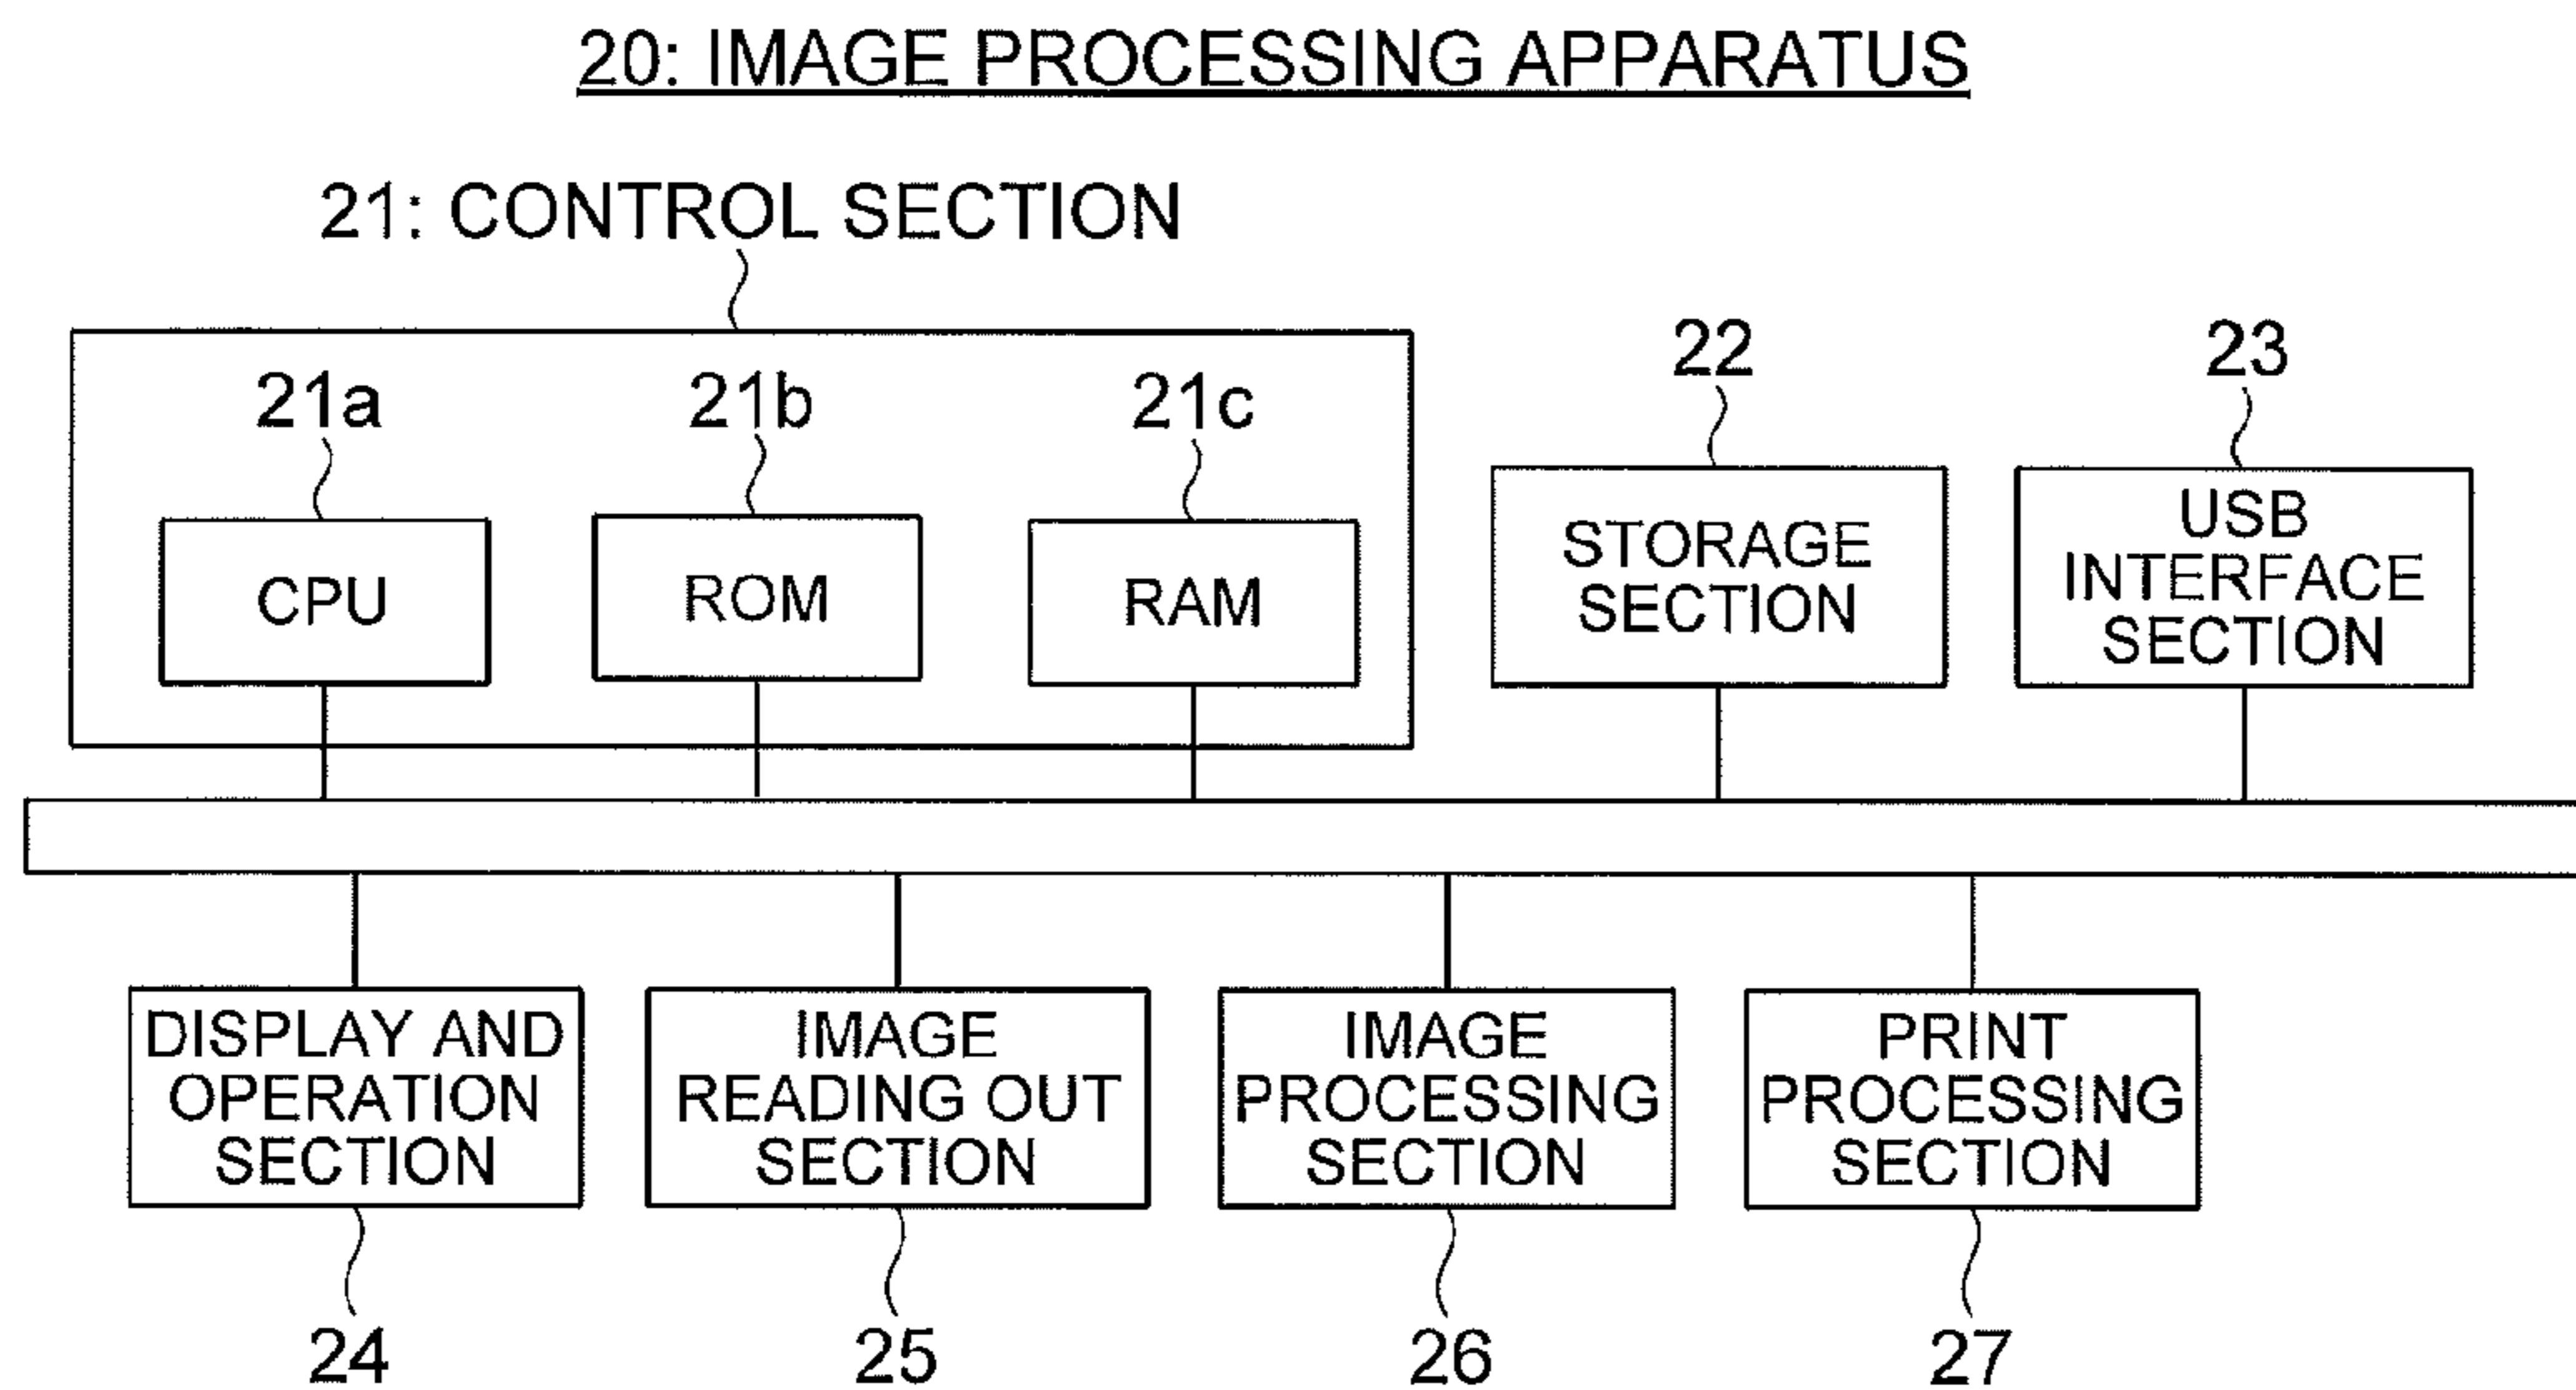 20: IMAGE PROCESSING APPARATUS
21: CONTROL SECTION
21a
21b
21c
22
23
CPU
ROM
RAM
STORAGE
SECTION
USB
INTERFACE
SECTION
DISPLAY AND
OPERATION
SECTION
IMAGE
READING OUT
SECTION
IMAGE
PROCESSING
SECTION
PRINT
PROCESSING
SECTION
24
25
26
27